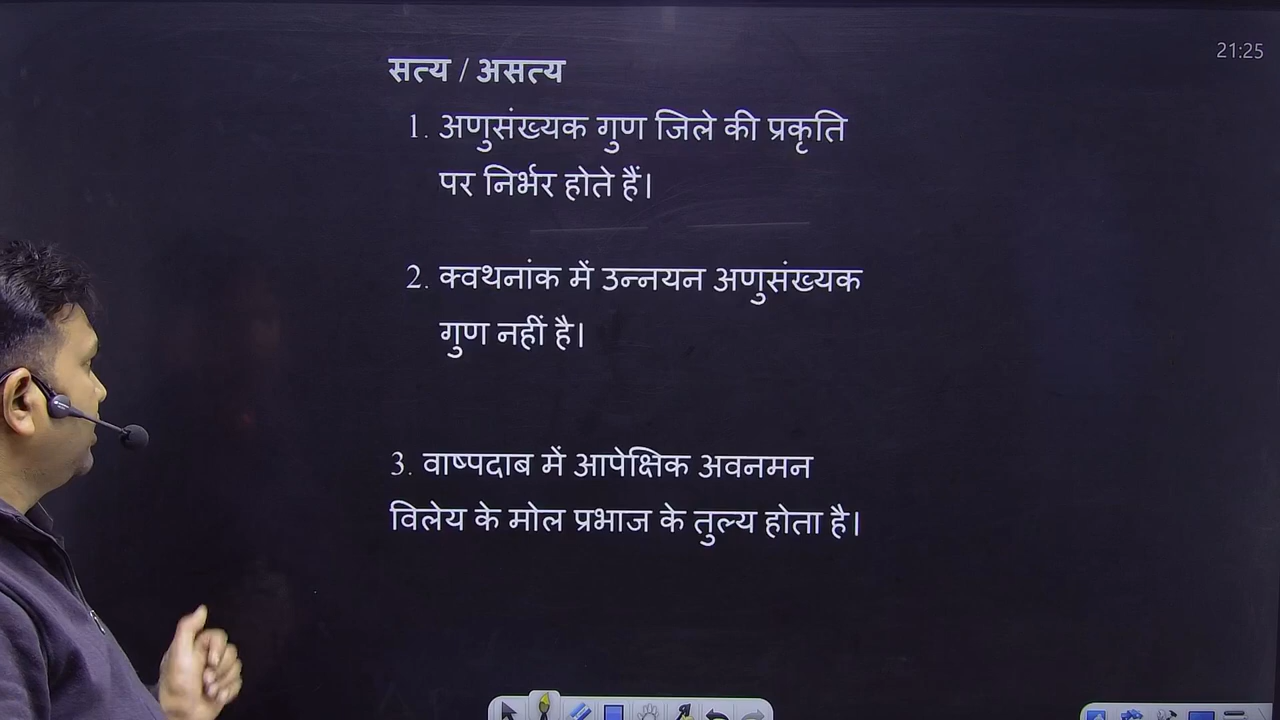 21:25
सत्य / असत्य
1. अणुसंख्यक गुण जिले की प्रकृति
पर निर्भर होते हैं।
2. क्वथनांक में उन्नयन अणुसंख्यक
गुण नहीं है।
3. वाष्पदाब में आपेक्षिक अवनमन
विलेय के मोल प्रभाज के तुल्य होता है।